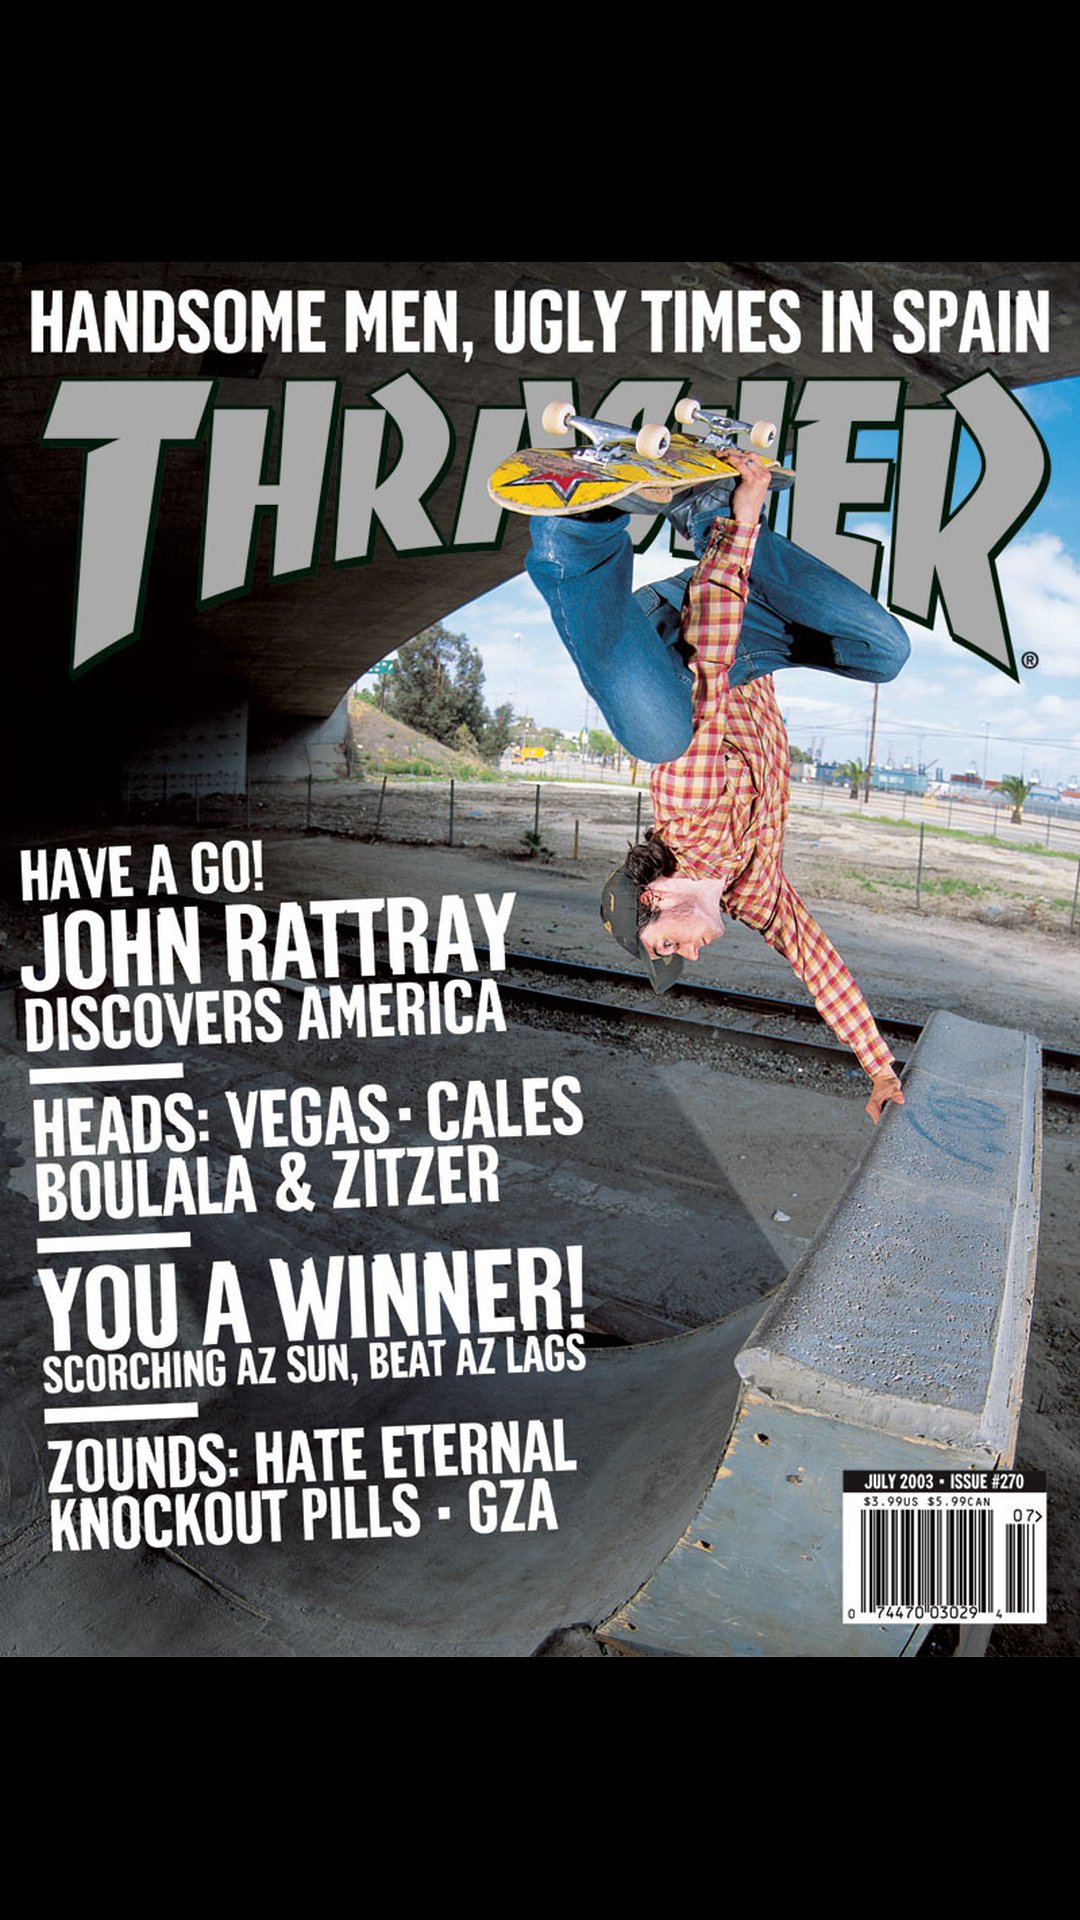 HANDSOME MEN, UGLY TIMES IN SPAIN
THRASHER
®
HAVE A GO!
JOHN RATTRAY
DISCOVERS AMERICA
HEADS: VEGAS · CALES
BOULALA & ZITZER
YOU A WINNER!
SCORCHING AZ SUN, BEAT AZ LAGS
ZOUNDS: HATE ETERNAL
KNOCKOUT PILLS · GZA
JULY 2003 · ISSUE #270
$3.99US $5.99CAN
07>
0 74470 03029 4